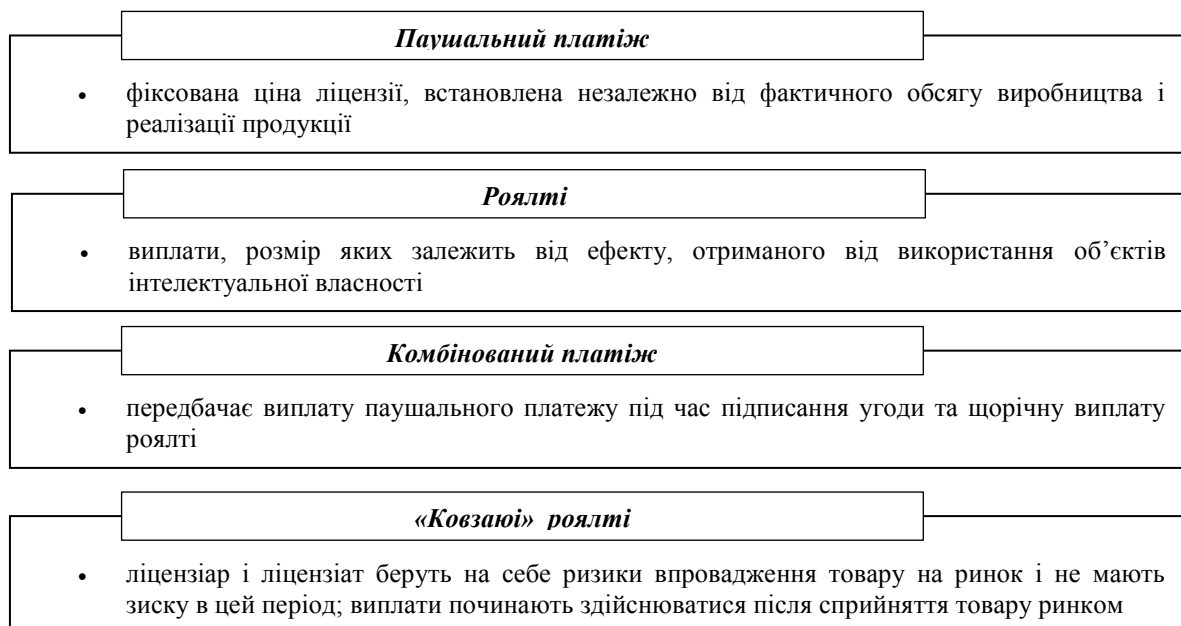 Паушальний платіж
• фіксована ціна ліцензії, встановлена незалежно від фактичного обсягу виробництва і
реалізації продукції
Роялті
• виплати, розмір яких залежить від ефекту, отриманого від використання об’єктів
інтелектуальної власності
Комбінований платіж
• передбачає виплату паушального платежу під час підписання угоди та щорічну виплату
роялті
«Ковзаюі» роялті
• ліцензіар і ліцензіат беруть на себе ризики впровадження товару на ринок і не мають
зиску в цей період; виплати починають здійснюватися після сприйняття товару ринком